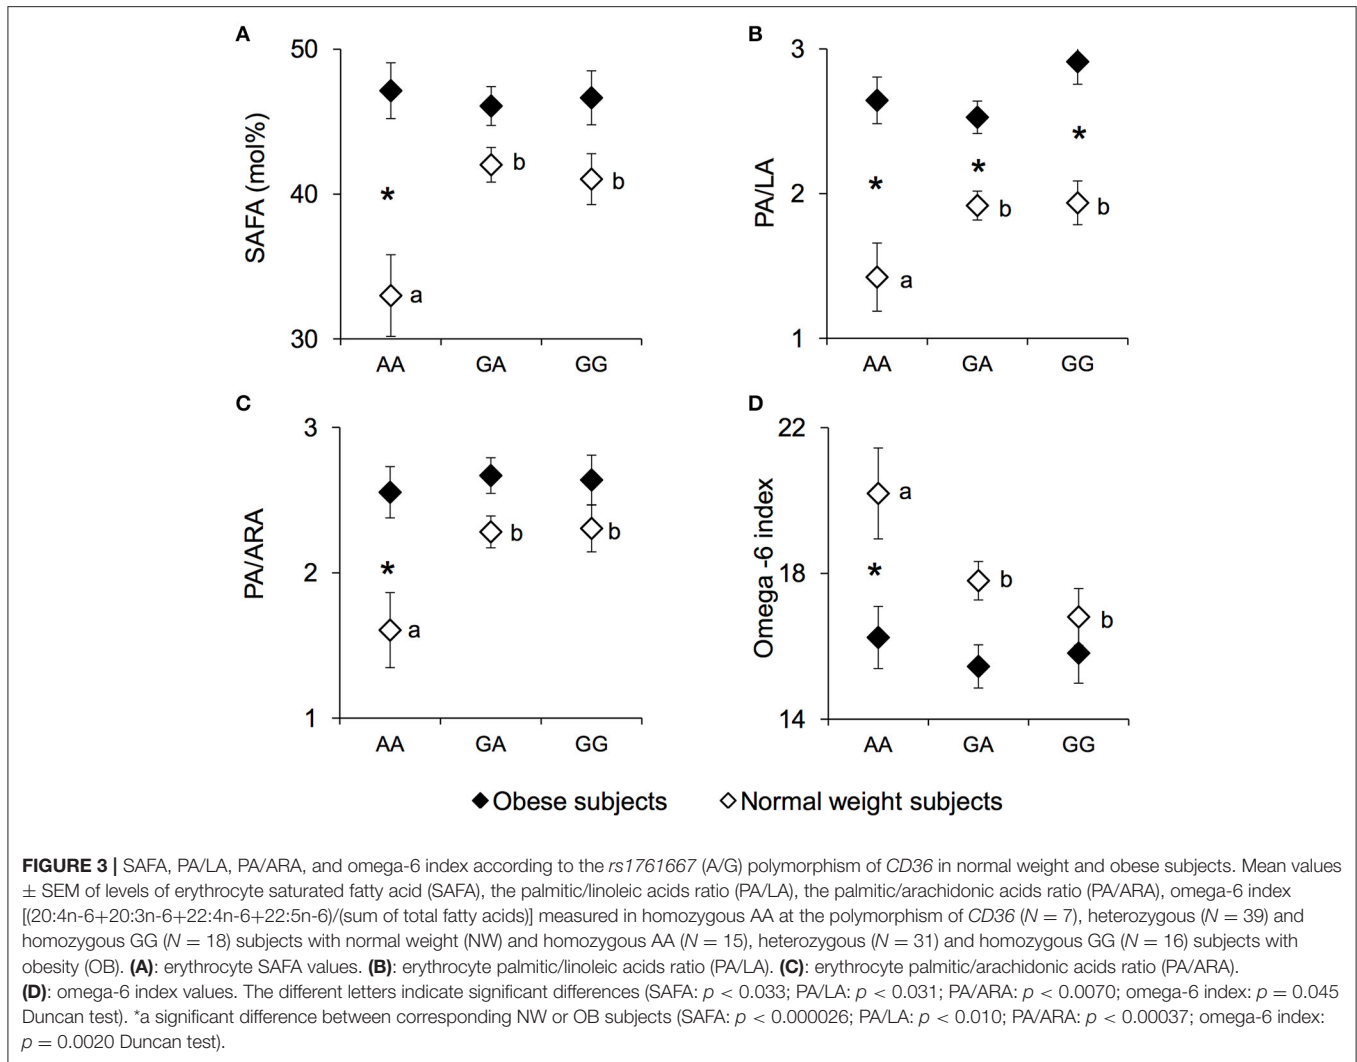 A
50
40
30
SAFA (mol%)
*
a
b
b
AA GA GG
B
3
2
1
PA/LA
*
*
*
a
b
b
AA GA GG
C
3
2
1
PA/ARA
*
a
b
b
AA GA GG
D
22
18
14
Omega -6 index
*
a
b
b
AA GA GG
Obese subjects Normal weight subjects
FIGURE 3 | SAFA, PA/LA, PA/ARA, and omega-6 index according to the rs1761667 (A/G) polymorphism of CD36 in normal weight and obese subjects. Mean values
± SEM of levels of erythrocyte saturated fatty acid (SAFA), the palmitic/linoleic acids ratio (PA/LA), the palmitic/arachidonic acids ratio (PA/ARA), omega-6 index
[(20:4n-6+20:3n-6+22:4n-6+22:5n-6)/(sum of total fatty acids)] measured in homozygous AA at the polymorphism of CD36 (N = 7), heterozygous (N = 39) and
homozygous GG (N = 18) subjects with normal weight (NW) and homozygous AA (N = 15), heterozygous (N = 31) and homozygous GG (N = 16) subjects with
obesity (OB). (A): erythrocyte SAFA values. (B): erythrocyte palmitic/linoleic acids ratio (PA/LA). (C): erythrocyte palmitic/arachidonic acids ratio (PA/ARA).
(D): omega-6 index values. The different letters indicate significant differences (SAFA: p < 0.033; PA/LA: p < 0.031; PA/ARA: p < 0.0070; omega-6 index: p = 0.045
Duncan test). *a significant difference between corresponding NW or OB subjects (SAFA: p < 0.000026; PA/LA: p < 0.010; PA/ARA: p < 0.00037; omega-6 index:
p = 0.0020 Duncan test).